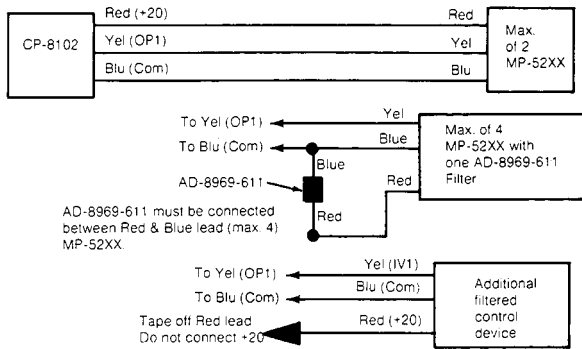 CP-8102
Red (+20)
Yel (OP1)
Blu (Com)
Red
Yel
Blu
Max.
of 2
MP-52XX
To Yel (OP1)
To Blu (Com)
Yel
Blue
Blue
Red
Red
Max. of 4
MP-52XX with
one AD-8969-611
Filter
AD-8969-611
AD-8969-611 must be connected
between Red & Blue lead (max. 4)
MP-52XX.
To Yel (OP1)
To Blu (Com)
Tape off Red lead
Do not connect +20
Yel (IV1)
Blu (Com)
Red (+20)
Additional
filtered
control
device